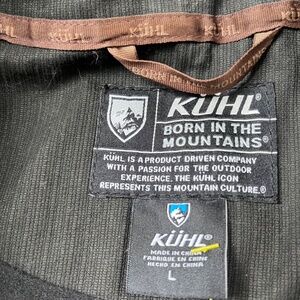 KÜHL KÜHL
BORN IN THE MOUNTAINS
KÜHL®
BORN IN THE
MOUNTAINS®
KÜHL IS A PRODUCT DRIVEN COMPANY
WITH A PASSION FOR THE OUTDOOR
EXPERIENCE. THE KÜHL ICON
REPRESENTS THIS MOUNTAIN CULTURE.®
KÜHL®
MADE IN CHINA
FABRIQUÉ EN CHINE
HECHO EN CHINA
L